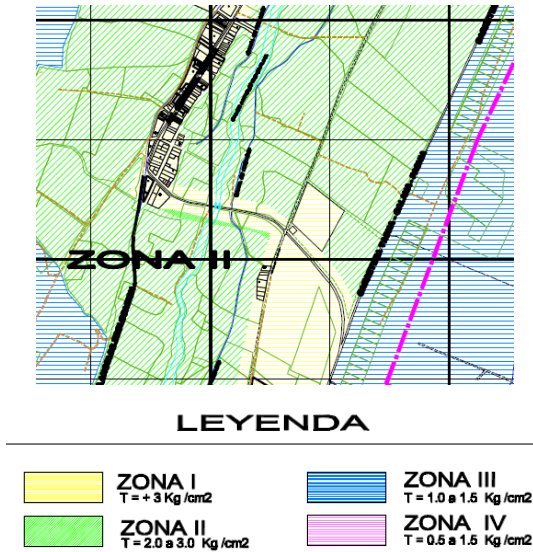 ZONA II
LEYENDA
ZONA I
T = + 3 Kg /cm2
ZONA II
T = 2.0 a 3.0 Kg /cm2
ZONA III
T = 1.0 a 1.5 Kg /cm2
ZONA IV
T = 0.5 a 1.5 Kg /cm2